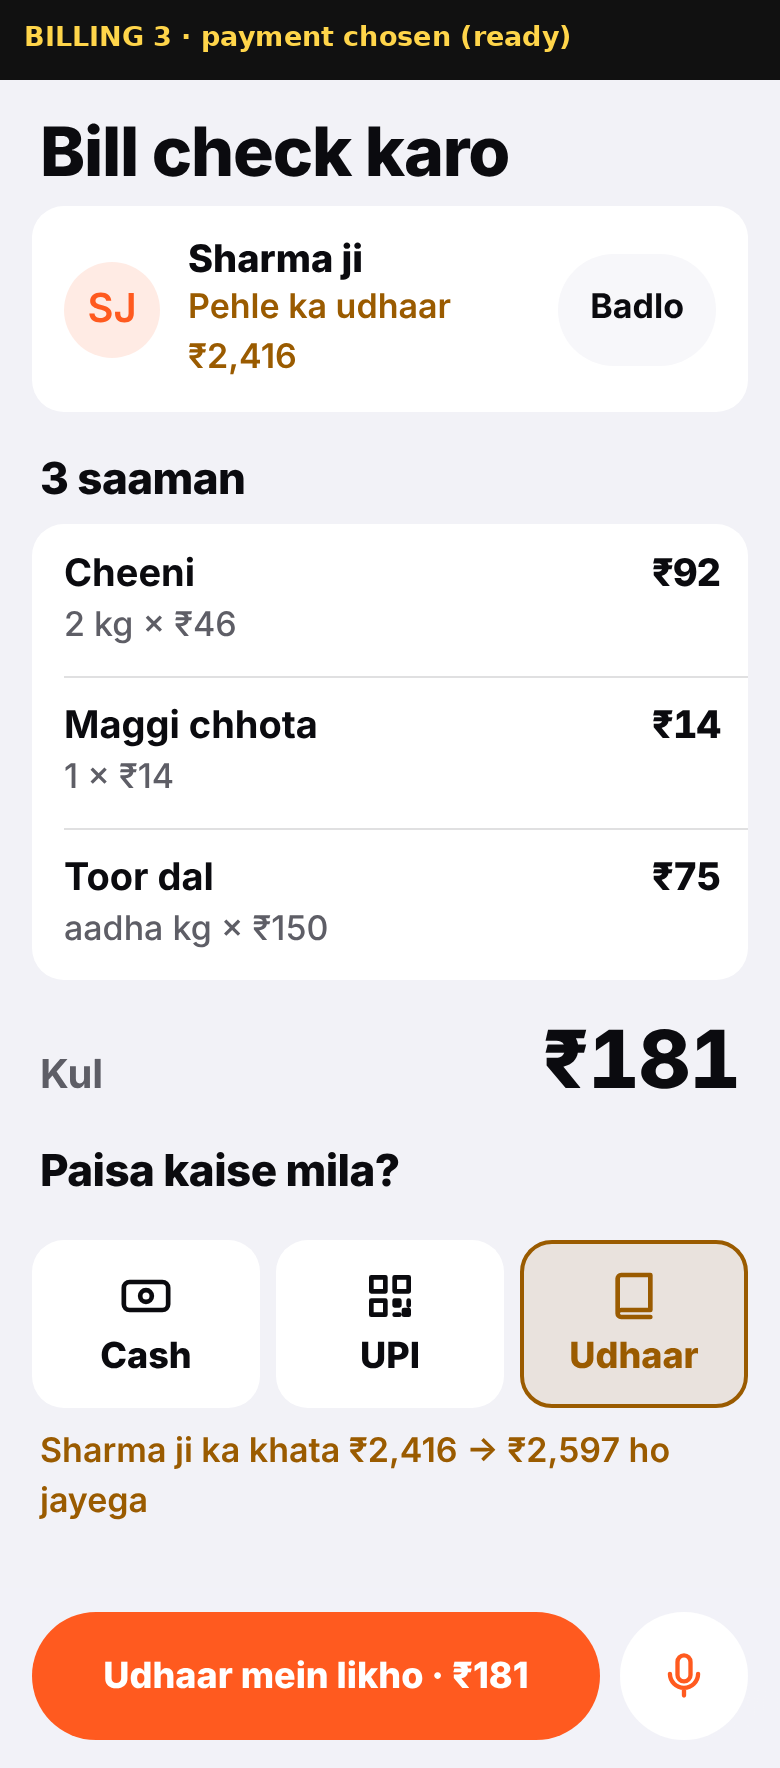 BILLING 3 · payment chosen (ready)
Bill check karo
SJ
Sharma ji
Pehle ka udhaar
₹2,416
Badlo
3 saaman
Cheeni ₹92
2 kg × ₹46
Maggi chhota ₹14
1 × ₹14
Toor dal ₹75
aadha kg × ₹150
Kul ₹181
Paisa kaise mila?
Cash
UPI
Udhaar
Sharma ji ka khata ₹2,416 → ₹2,597 ho
jayega
Udhaar mein likho · ₹181